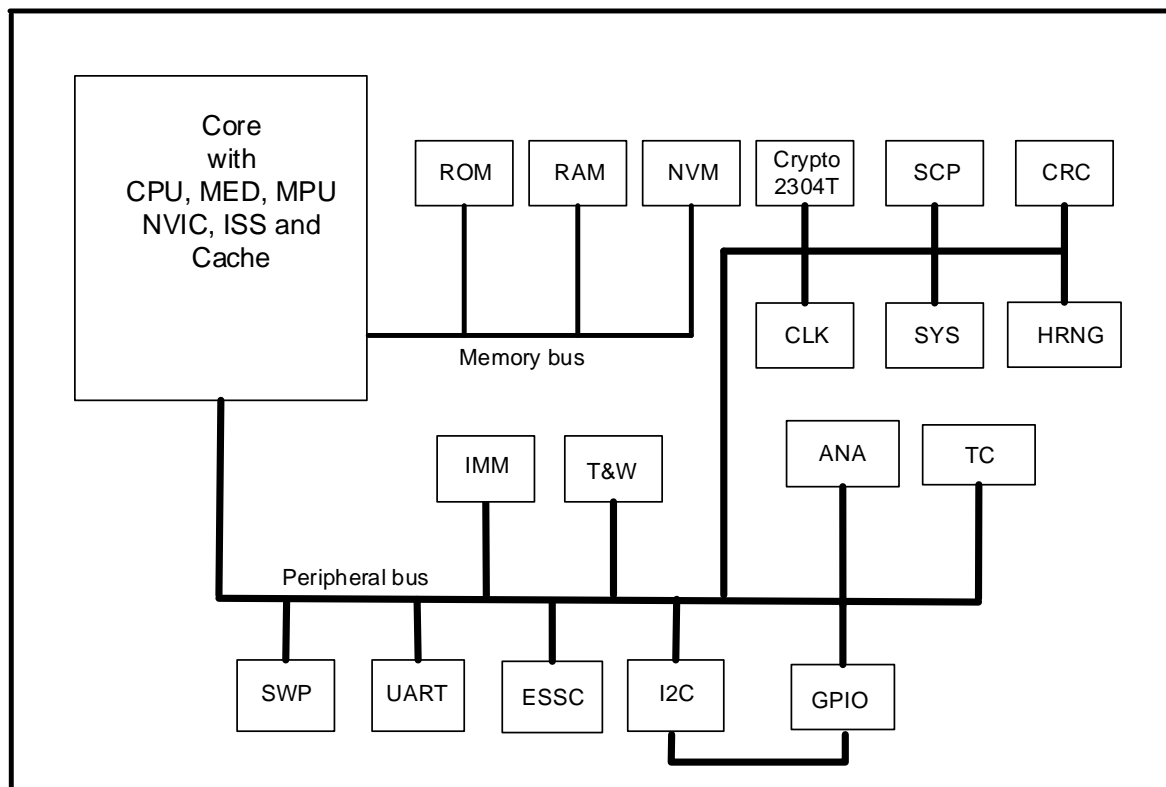 Core
with
CPU, MED, MPU
NVIC, ISS and
Cache
ROM
RAM
NVM
Crypto
2304T
SCP
CRC
CLK
SYS
HRNG
Memory bus
IMM
T&W
ANA
TC
Peripheral bus
SWP
UART
ESSC
I2C
GPIO